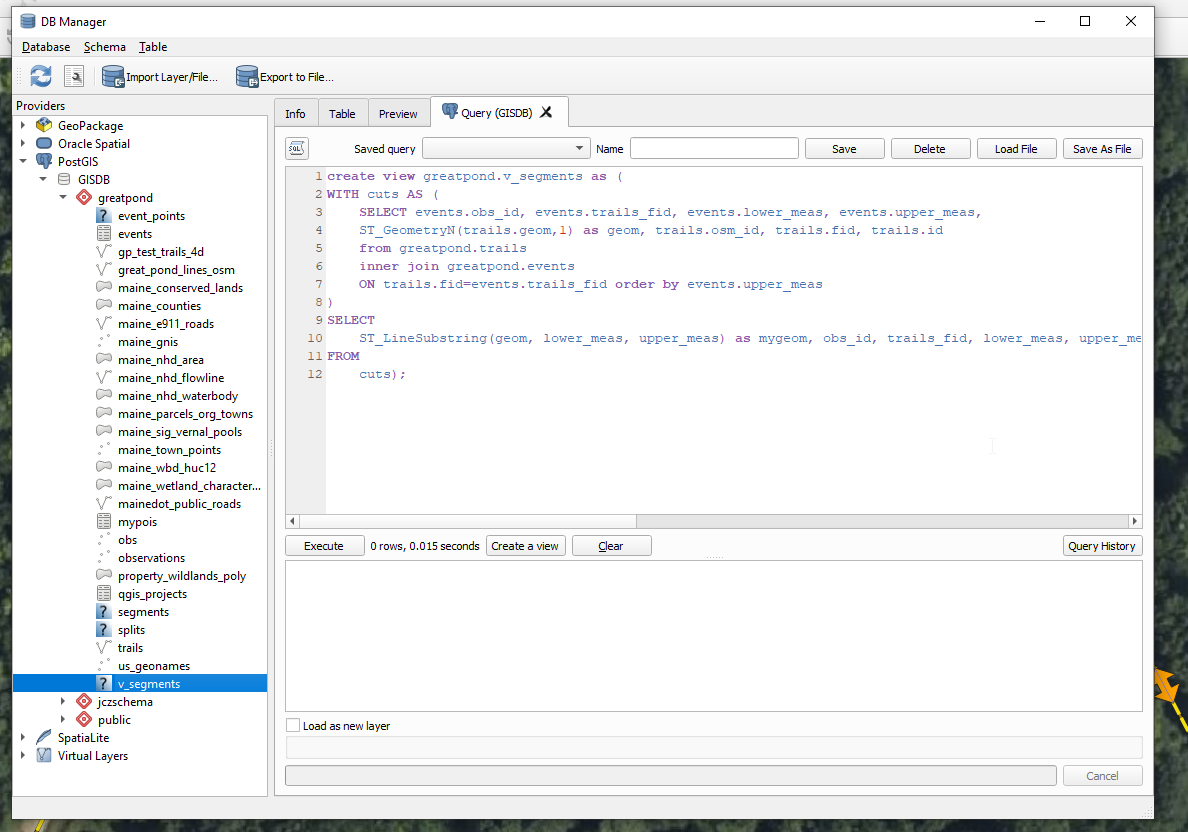 DB Manager
Database Schema Table
Import Layer/File... Export to File...
Providers
GeoPackage
Oracle Spatial
PostGIS
GISDB
greatpond
event_points
events
gp_test_trails_4d
great_pond_lines_osm
maine_conserved_lands
maine_counties
maine_e911_roads
maine_gnis
maine_nhd_area
maine_nhd_flowline
maine_nhd_waterbody
maine_parcels_org_towns
maine_sig_vernal_pools
maine_town_points
maine_wbd_huc12
maine_wetland_character...
mainedot_public_roads
mypois
obs
observations
property_wildlands_poly
qgis_projects
segments
splits
trails
us_geonames
v_segments
jczschema
public
SpatiaLite
Virtual Layers
Info Table Preview Query (GISDB)
SQL Saved query Name Save Delete Load File Save As File
1 create view greatpond.v_segments as (
2 WITH cuts AS (
3 SELECT events.obs_id, events.trails_fid, events.lower_meas, events.upper_meas,
4 ST_GeometryN(trails.geom,1) as geom, trails.osm_id, trails.fid, trails.id
5 from greatpond.trails
6 inner join greatpond.events
7 ON trails.fid=events.trails_fid order by events.upper_meas
8 )
9 SELECT
10 ST_LineSubstring(geom, lower_meas, upper_meas) as mygeom, obs_id, trails_fid, lower_meas, upper_me
11 FROM
12 cuts);
Execute 0 rows, 0.015 seconds Create a view Clear Query History
Load as new layer
Cancel